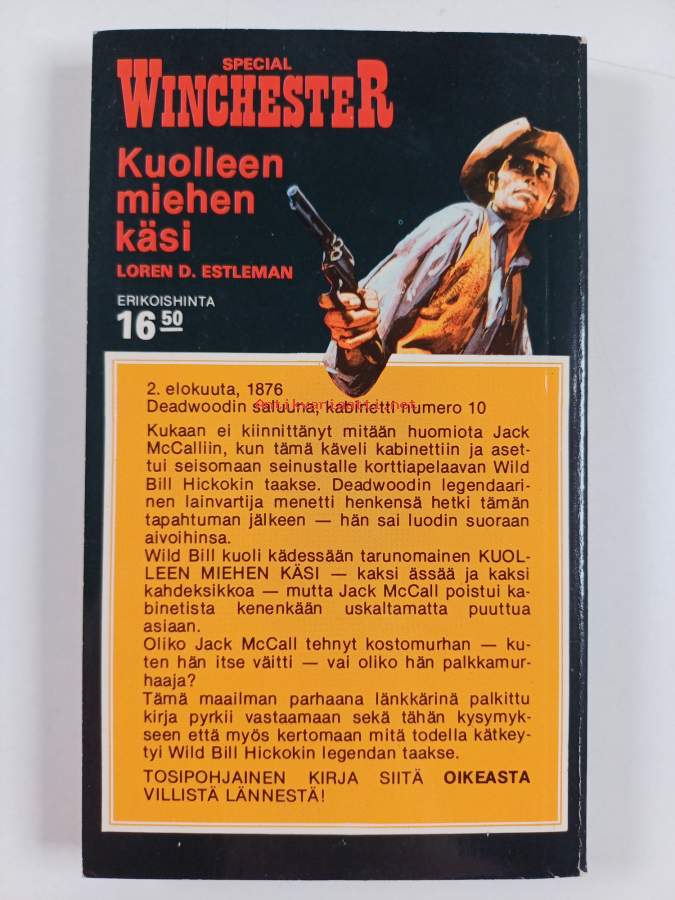 SPECIAL
WINCHESTER
Kuolleen
miehen
käsi
LOREN D. ESTLEMAN
ERIKOISHINTA
16 50
2. elokuuta, 1876
Deadwoodin saluuna, kabinetti numero 10
Antikvariaatti.net
Kukaan ei kiinnittänyt mitään huomiota Jack
McCalliin, kun tämä käveli kabinettiin ja aset-
tui seisomaan seinustalle korttiapelaavan Wild
Bill Hickokin taakse. Deadwoodin legendaari-
nen lainvartija menetti henkensä hetki tämän
tapahtuman jälkeen — hän sai luodin suoraan
aivoihinsa.
Wild Bill kuoli kädessään tarunomainen KUOL-
LEEN MIEHEN KÄSI — kaksi ässää ja kaksi
kahdeksikkoa — mutta Jack McCall poistui ka-
binetista kenenkään uskaltamatta puuttua
asiaan.
Oliko Jack McCall tehnyt kostomurhan — ku-
ten hän itse väitti — vai oliko hän palkkamur-
haaja?
Tämä maailman parhaana länkkärinä palkittu
kirja pyrkii vastaamaan sekä tähän kysymyk-
seen että myös kertomaan mitä todella kätkey-
tyi Wild Bill Hickokin legendan taakse.
TOSIPOHJAINEN KIRJA SIITÄ OIKEASTA
VILLISTÄ LÄNNESTÄ!